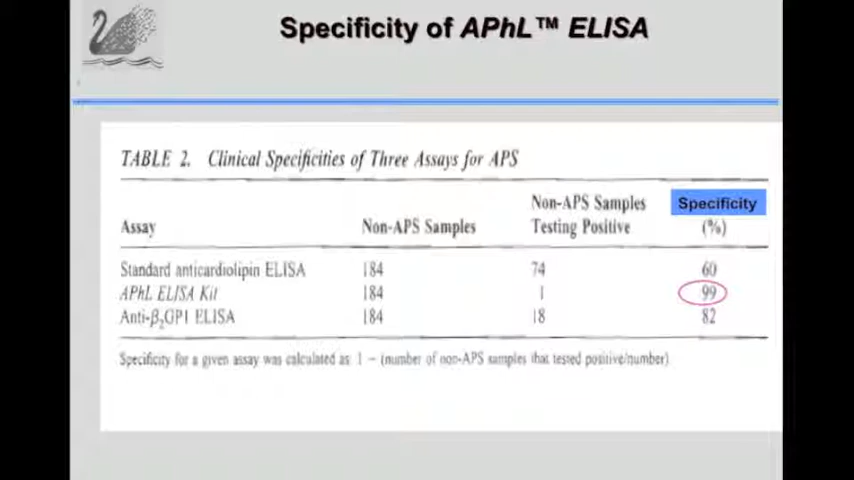 Specificity of APhL™ ELISA
TABLE 2. Clinical Specificities of Three Assays for APS
Assay Non-APS Samples Non-APS Samples Testing Positive Specificity (%)
Standard anticardiolipin ELISA 184 74 60
APhL ELISA Kit 184 1 99
Anti-β₂GPI ELISA 184 18 82
Specificity for a given assay was calculated as 1 − (number of non-APS samples that tested positive/number)